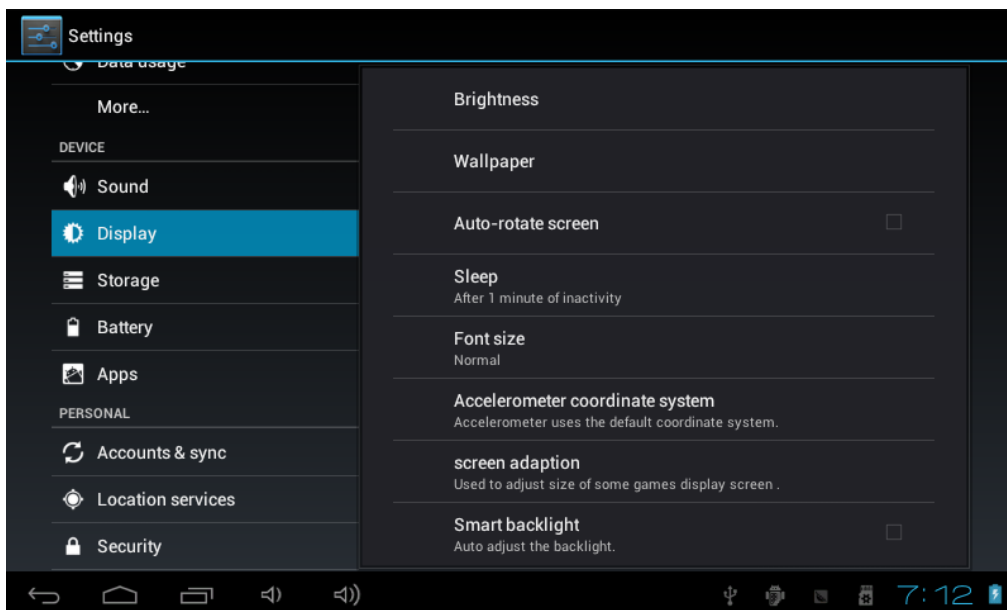 Settings
Data usage
More...
DEVICE
Sound
Display
Storage
Battery
Apps
PERSONAL
Accounts & sync
Location services
Security
Brightness
Wallpaper
Auto-rotate screen
Sleep
After 1 minute of inactivity
Font size
Normal
Accelerometer coordinate system
Accelerometer uses the default coordinate system.
screen adaption
Used to adjust size of some games display screen .
Smart backlight
Auto adjust the backlight.
7:12